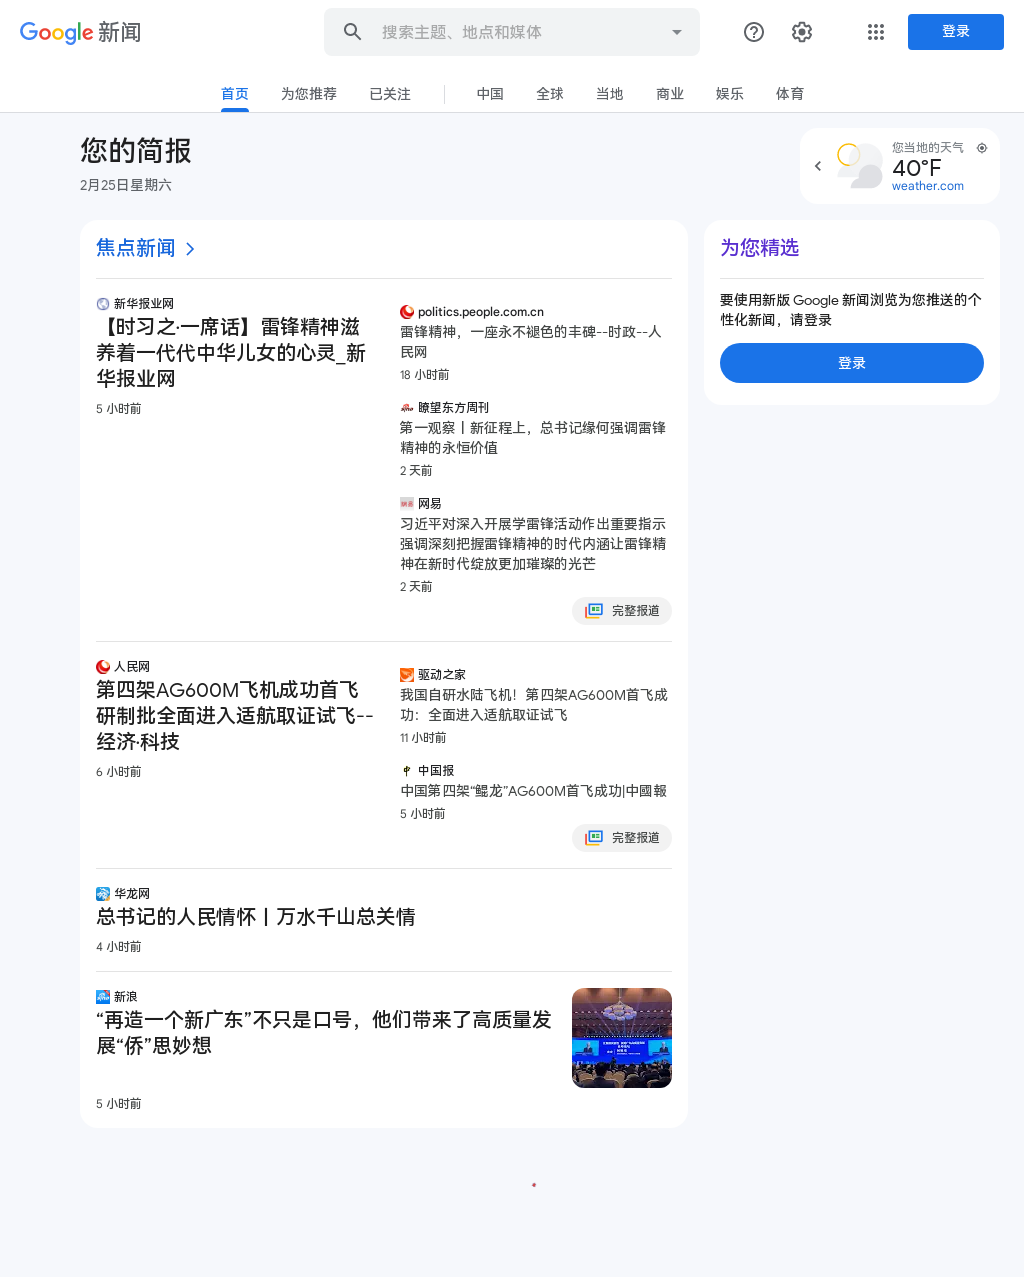 Google 新闻
搜索主题、地点和媒体
登录
首页 为您推荐 已关注 中国 全球 当地 商业 娱乐 体育
您的简报
2月25日星期六
您当地的天气
40°F
weather.com
焦点新闻
新华报业网
【时习之·一席话】雷锋精神滋
养着一代代中华儿女的心灵_新
华报业网
5 小时前
politics.people.com.cn
雷锋精神，一座永不褪色的丰碑--时政--人
民网
18 小时前
瞭望东方周刊
第一观察丨新征程上，总书记缘何强调雷锋
精神的永恒价值
2 天前
网易
习近平对深入开展学雷锋活动作出重要指示
强调深刻把握雷锋精神的时代内涵让雷锋精
神在新时代绽放更加璀璨的光芒
2 天前
完整报道
人民网
第四架AG600M飞机成功首飞
研制批全面进入适航取证试飞--
经济·科技
6 小时前
驱动之家
我国自研水陆飞机！第四架AG600M首飞成
功：全面进入适航取证试飞
11 小时前
中国报
中国第四架“鲲龙”AG600M首飞成功|中國報
5 小时前
完整报道
华龙网
总书记的人民情怀丨万水千山总关情
4 小时前
新浪
“再造一个新广东”不只是口号，他们带来了高质量发
展“侨”思妙想
5 小时前
为您精选
要使用新版 Google 新闻浏览为您推送的个
性化新闻，请登录
登录